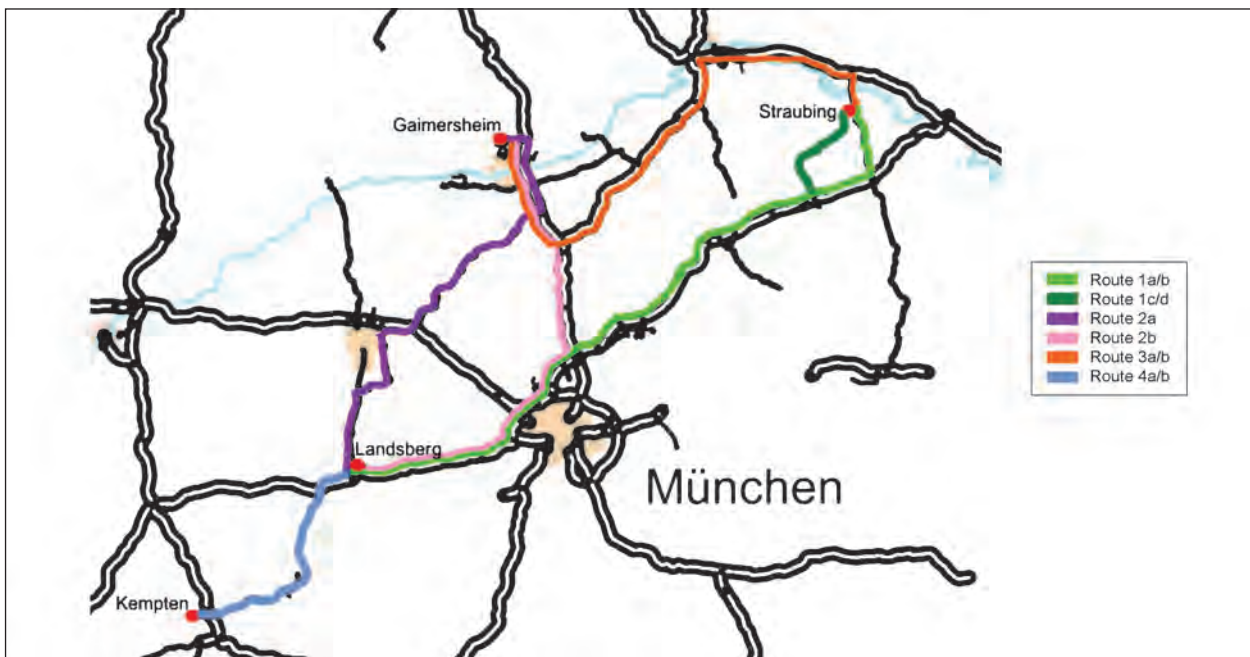 Gaimersheim
Straubing
Landsberg
München
Kempten
Route 1a/b
Route 1c/d
Route 2a
Route 2b
Route 3a/b
Route 4a/b